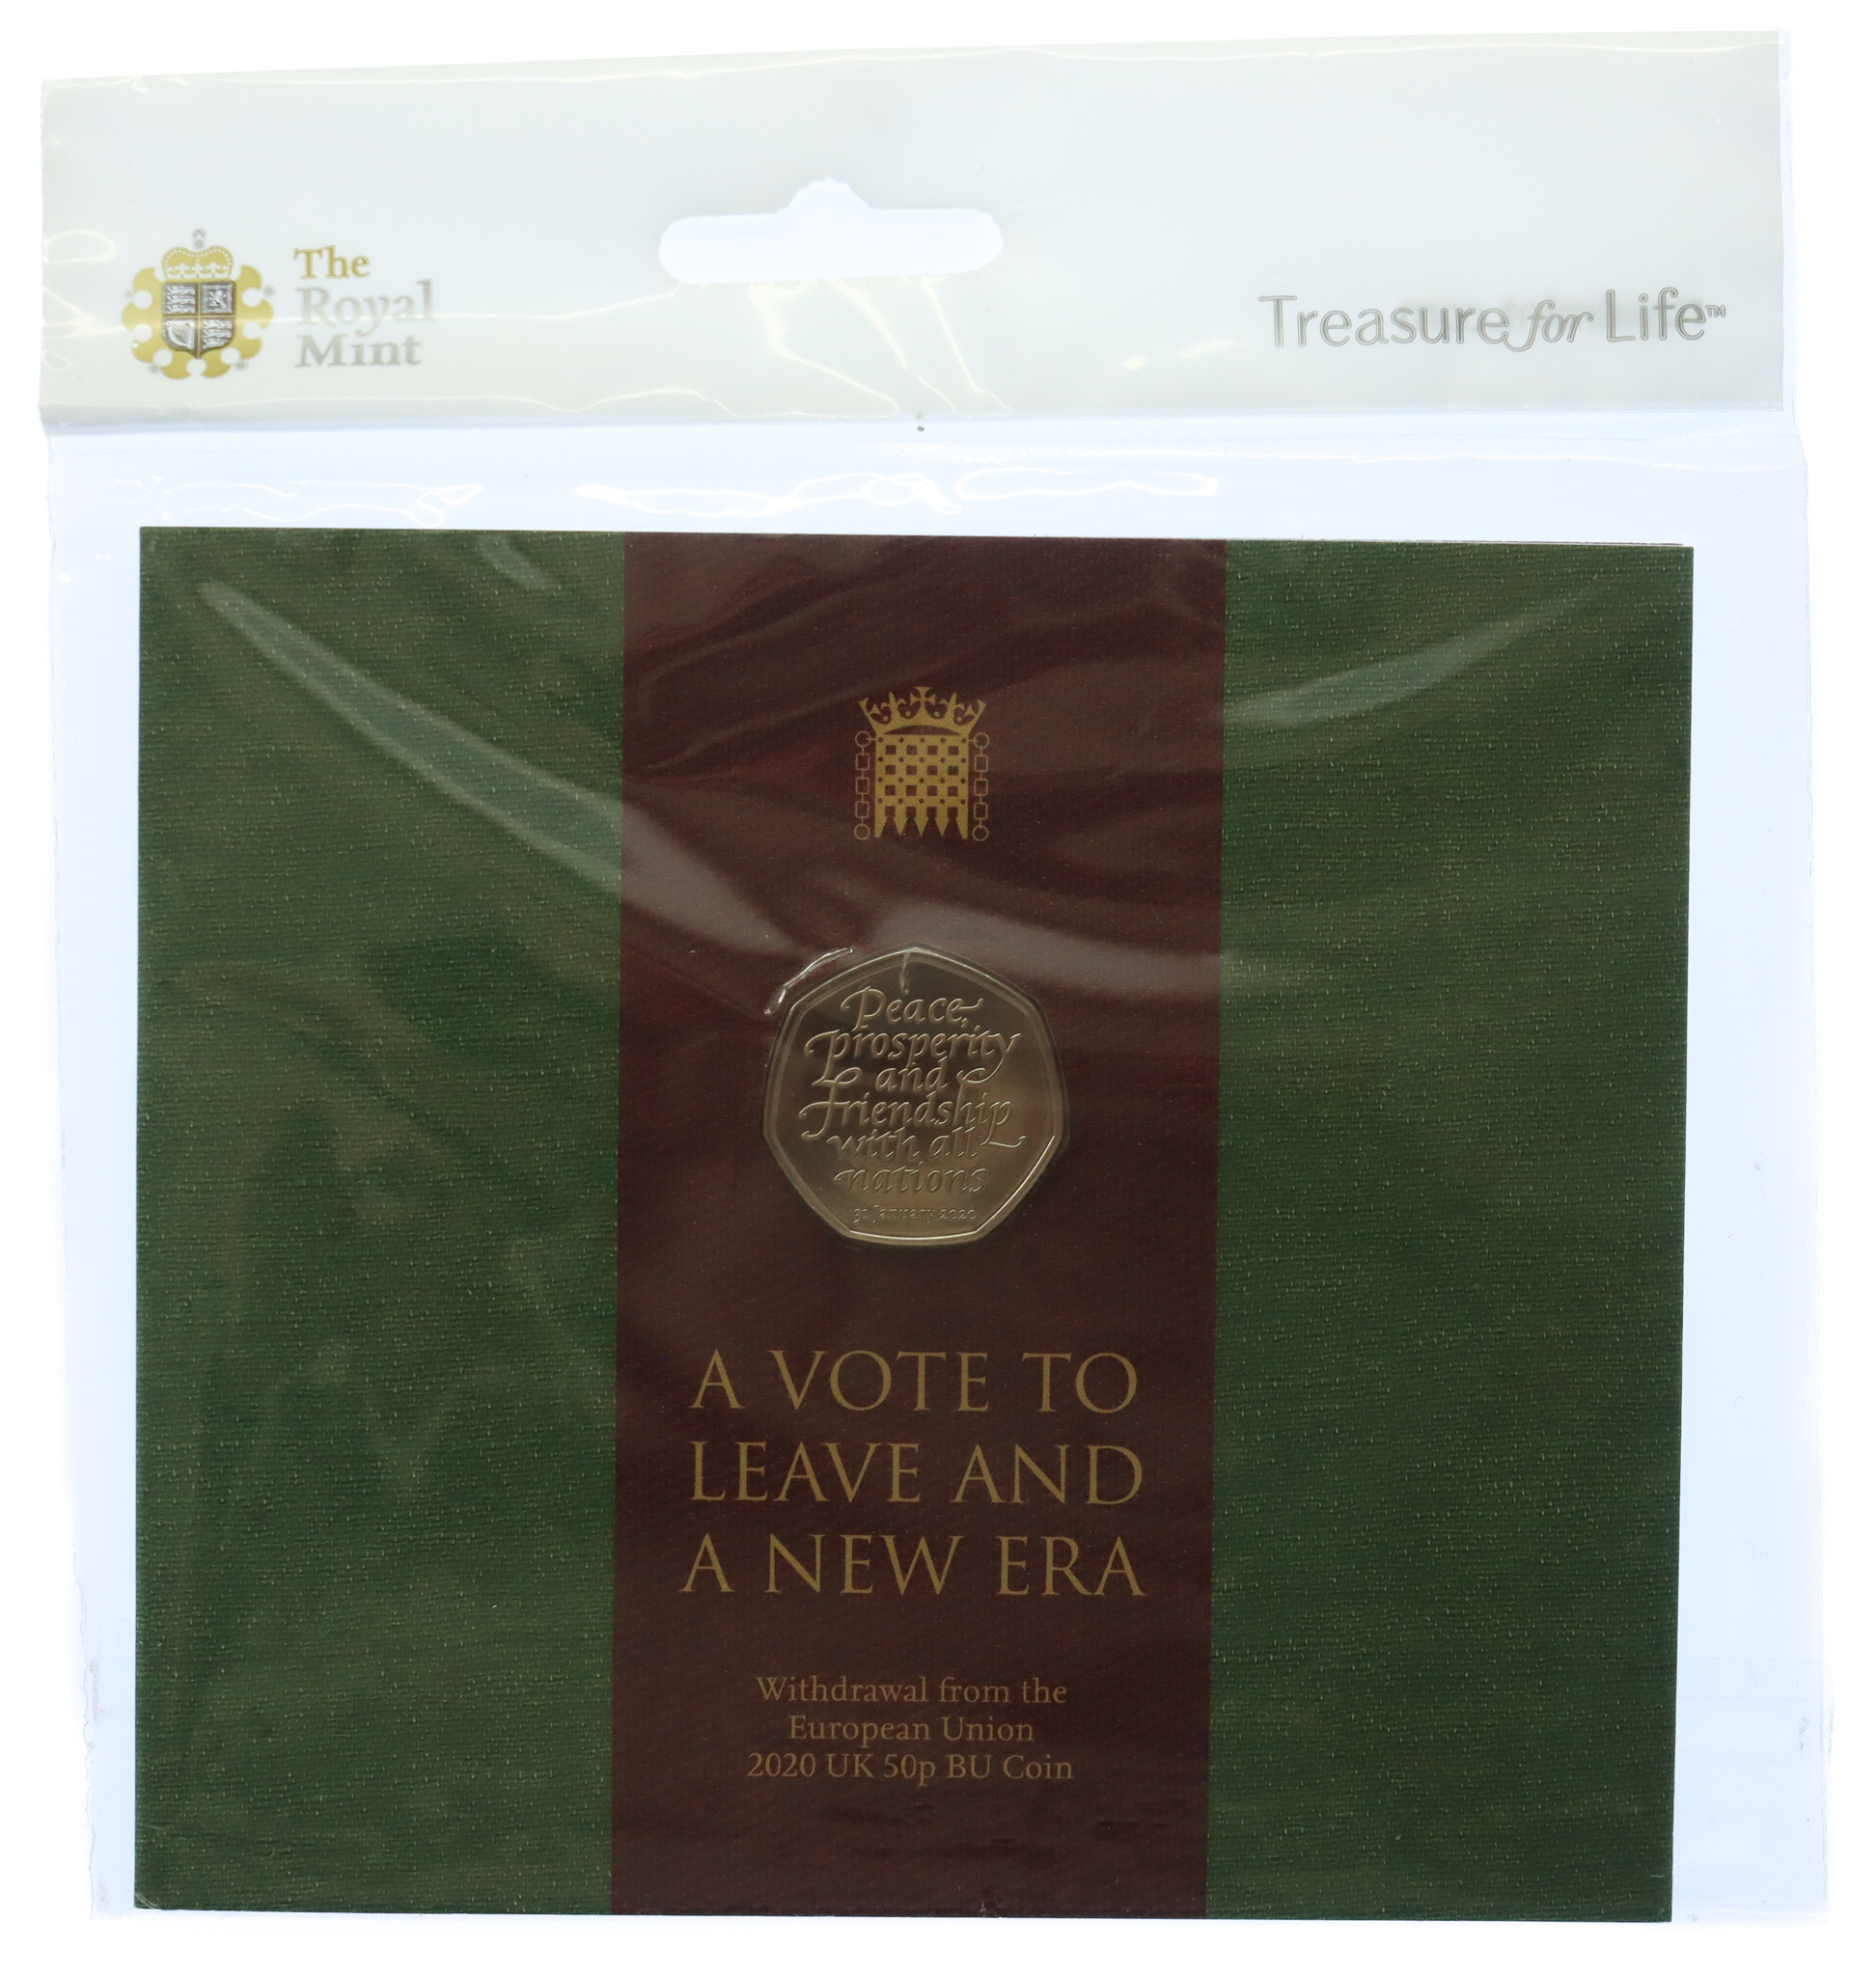 The
Royal
Mint
Treasure for Life™
Peace,
prosperity
and
friendship
with all
nations
31 January 2020
A VOTE TO
LEAVE AND
A NEW ERA
Withdrawal from the
European Union
2020 UK 50p BU Coin